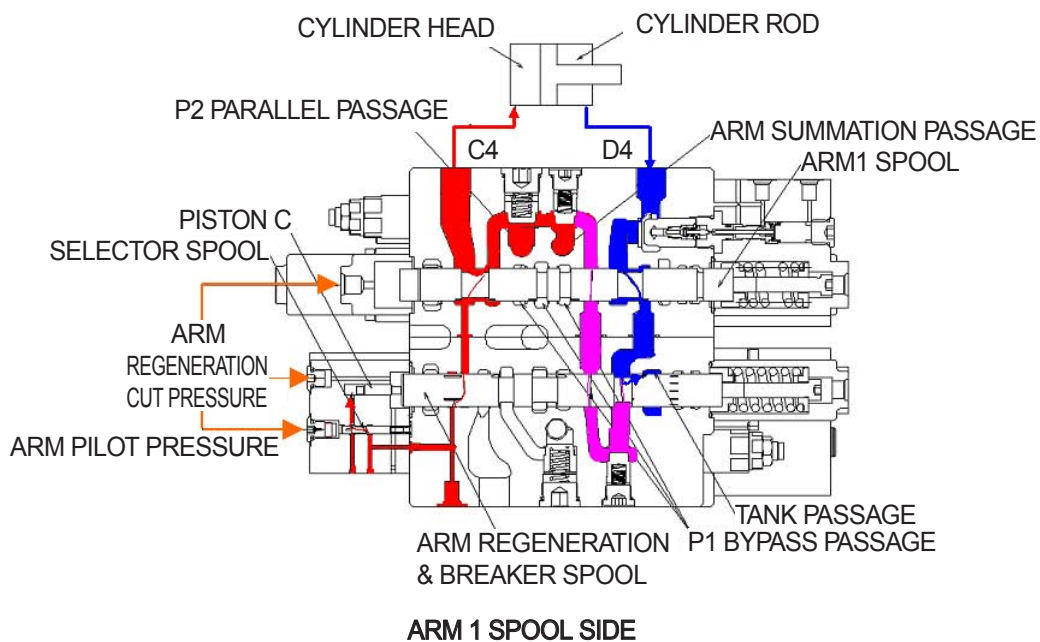 CYLINDER HEAD
CYLINDER ROD
P2 PARALLEL PASSAGE
C4
D4
ARM SUMMATION PASSAGE
ARM1 SPOOL
PISTON C
SELECTOR SPOOL
ARM
REGENERATION
CUT PRESSURE
ARM PILOT PRESSURE
TANK PASSAGE
P1 BYPASS PASSAGE
ARM REGENERATION
& BREAKER SPOOL
ARM 1 SPOOL SIDE